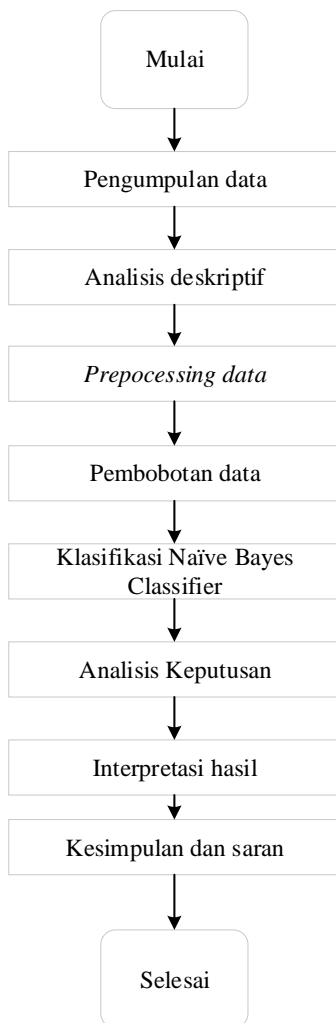 Mulai
Pengumpulan data
Analisis deskriptif
Prepocessing data
Pembobotan data
Klasifikasi Naïve Bayes
Classifier
Analisis Keputusan
Interpretasi hasil
Kesimpulan dan saran
Selesai